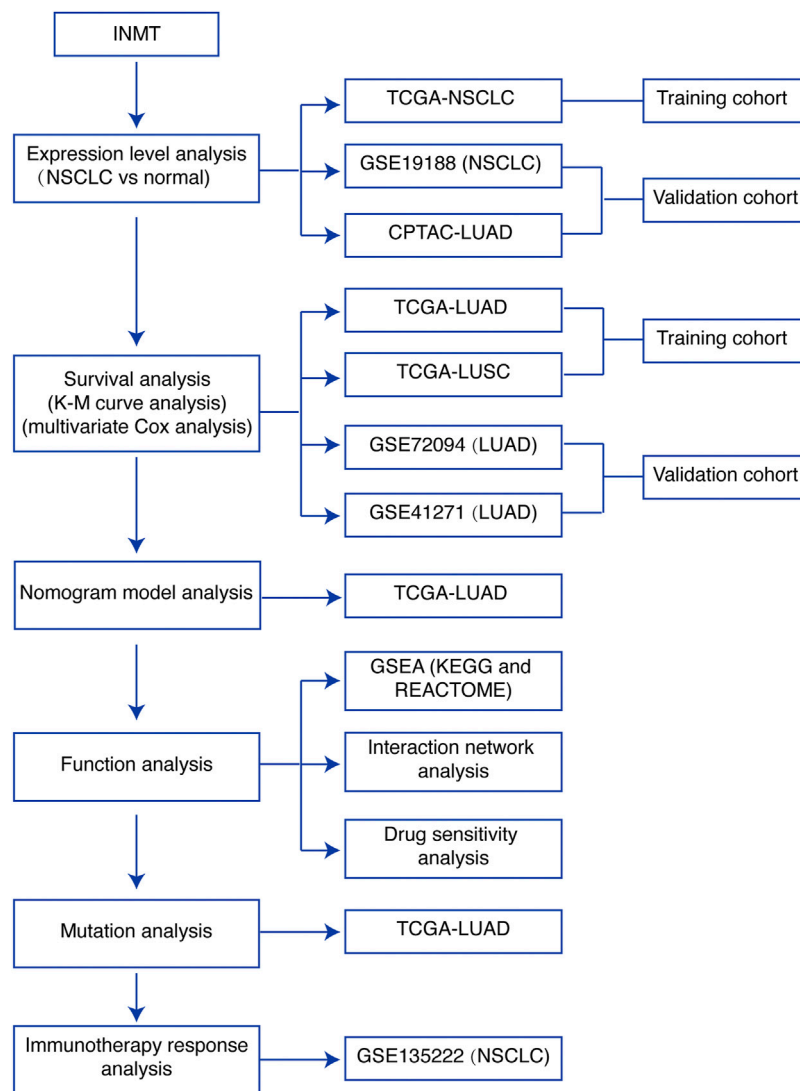 INMT
TCGA-NSCLC
Training cohort
Expression level analysis
(NSCLC vs normal)
GSE19188 (NSCLC)
Validation cohort
CPTAC-LUAD
TCGA-LUAD
Training cohort
TCGA-LUSC
Survival analysis
(K-M curve analysis)
(multivariate Cox analysis)
GSE72094 (LUAD)
Validation cohort
GSE41271 (LUAD)
Nomogram model analysis
TCGA-LUAD
GSEA (KEGG and
REACTOME)
Function analysis
Interaction network
analysis
Drug sensitivity
analysis
Mutation analysis
TCGA-LUAD
Immunotherapy response
analysis
GSE135222 (NSCLC)